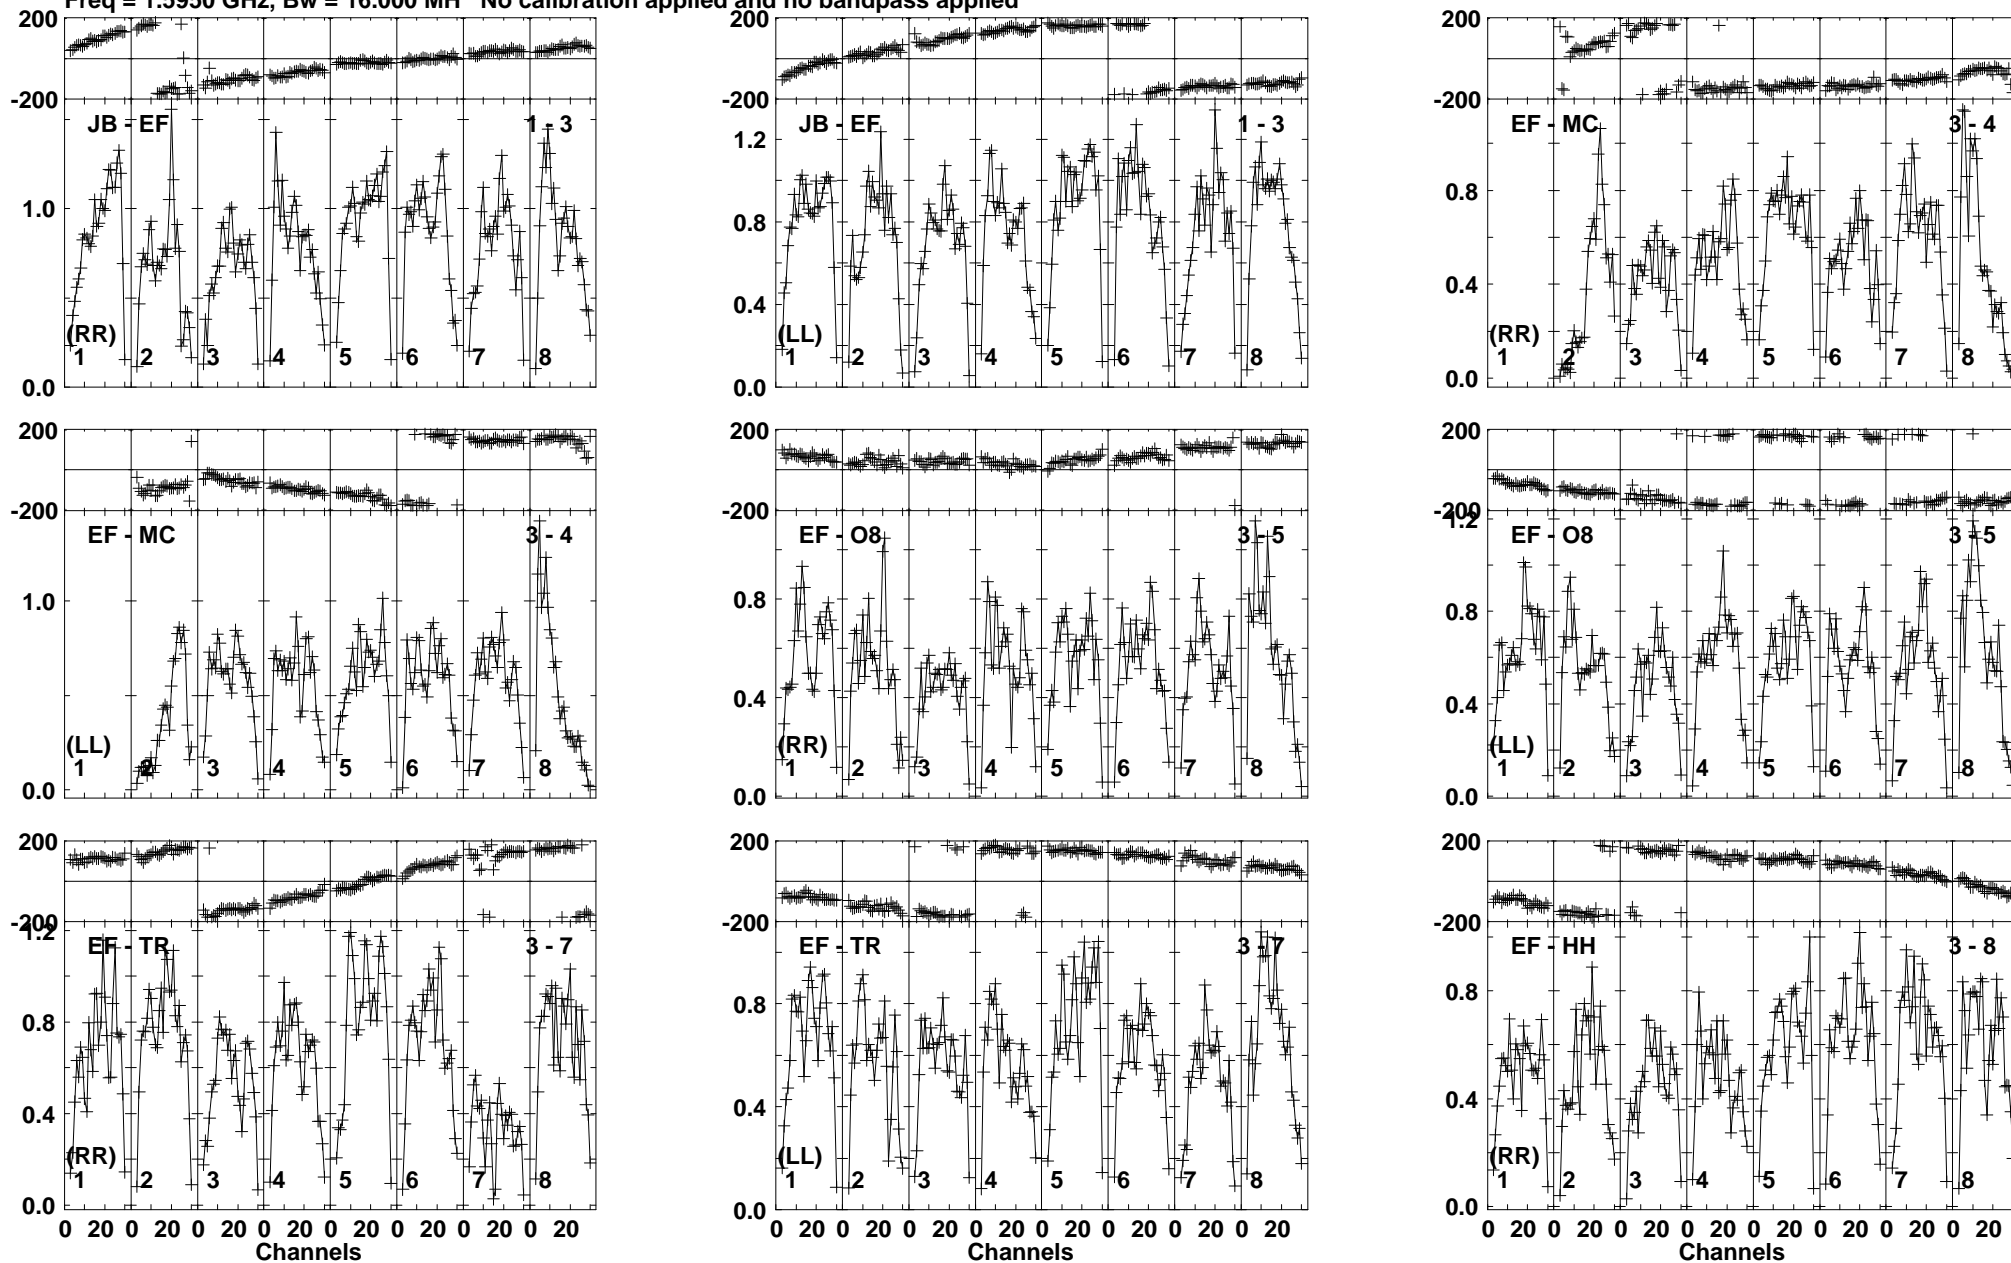 Freq = 1.5950 GHz, Bw = 16.000 MH No calibration applied and no bandpass applied
200 200 200
-200 -200 -200
JB - EF 1 - 3 JB - EF 1 - 3 EF - MC 3 - 4
1.2
1.0 0.8 0.8
0.4 0.4
(RR) (LL) (RR)
1 2 3 4 5 6 7 8 1 2 3 4 5 6 7 8 1 2 3 4 5 6 7 8
0.0 0.0 0.0
200 200 200
-200 -200 -200
1.2
EF - MC 3 - 4 EF - O8 3 - 5 EF - O8 3 - 5
1.0 0.8 0.8
0.4 0.4
(LL) (RR) (LL)
1 2 3 4 5 6 7 8 1 2 3 4 5 6 7 8 1 2 3 4 5 6 7 8
0.0 0.0 0.0
200 200 200
-200 -200 -200
1.2
EF - TR 3 - 7 EF - TR 3 - 7 EF - HH 3 - 8
0.8 0.8 0.8
0.4 0.4 0.4
(RR) (LL) (RR)
1 2 3 4 5 6 7 8 1 2 3 4 5 6 7 8 1 2 3 4 5 6 7 8
0.0 0.0 0.0
0 20 0 20 0 20 0 20 0 20 0 20 0 20 0 20 0 20 0 20 0 20 0 20 0 20 0 20 0 20 0 20 0 20 0 20 0 20 0 20 0 20 0 20 0 20 0 20
Channels Channels Channels